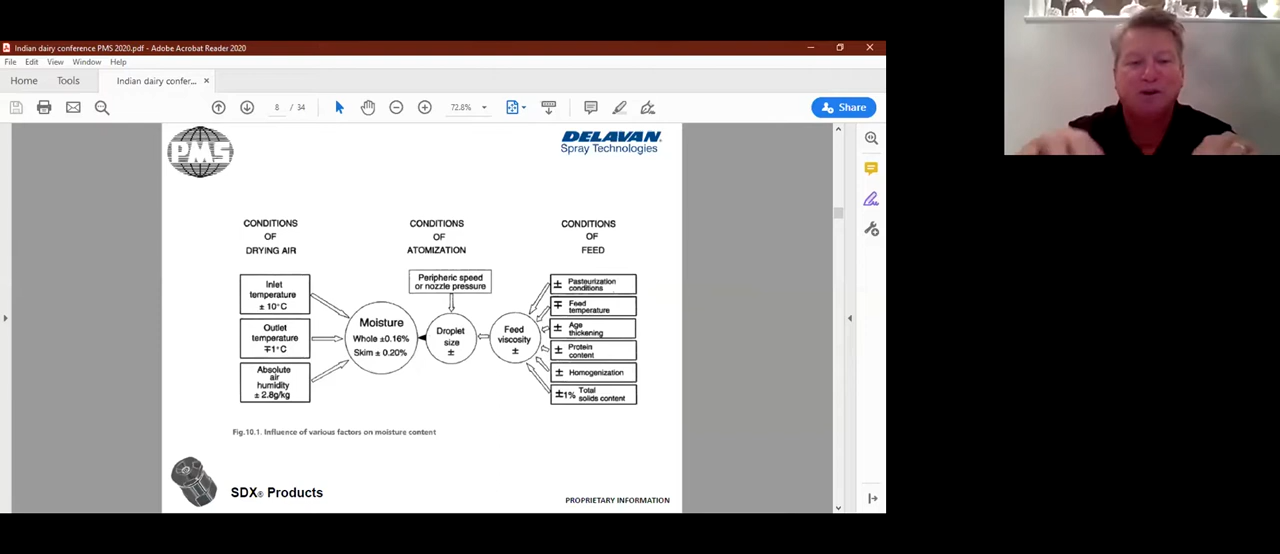 Indian dairy conference PMS 2020.pdf - Adobe Acrobat Reader 2020
File Edit View Window Help
Home Tools Indian dairy confer... ×
8 / 34 72.8% Share
PMS
DELAVAN
Spray Technologies
CONDITIONS
OF
DRYING AIR
CONDITIONS
OF
ATOMIZATION
CONDITIONS
OF
FEED
Inlet
temperature
± 10°C
Outlet
temperature
∓1°C
Absolute
air
humidity
± 2.8g/kg
Moisture
Whole ±0.16%
Skim ± 0.20%
Peripheric speed
or nozzle pressure
Droplet
size
±
Feed
viscosity
±
± Pasteurization
conditions
∓ Feed
temperature
± Age
thickening
± Protein
content
± Homogenization
±1% Total
solids content
Fig.10.1. Influence of various factors on moisture content
SDX® Products
PROPRIETARY INFORMATION